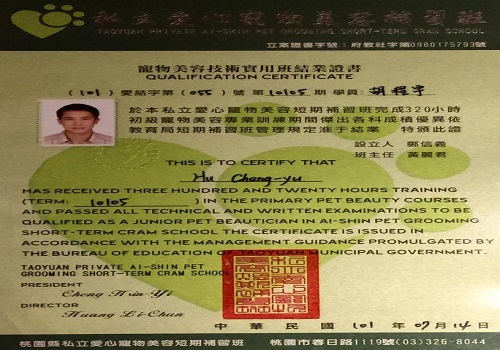 私立愛心寵物美容補習班
TAOYUAN PRIVATE AI-SHIN PET GROOMING SHORT-TERM CRAM SCHOOL
立案證書字號：府教社字第0960175793號
寵物美容技術實用班結業證書
QUALIFICATION CERTIFICATE
(101)愛結字第(055)號 第10105期 學員:胡程宇
於本私立愛心寵物美容短期補習班完成320小時
初級寵物美容專業訓練期間傑出各科成積優異依
教育局短期補習班管理規定准于結業 特頒此證
設立人 鄭信義
班主任 黃麗君
THIS IS TO CERTIFY THAT
Hu Chang-yu
HAS RECEIVED THREE HUNDRED AND TWENTY HOURS TRAINING
(TERM: 10105 ) IN THE PRIMARY PET BEAUTY COURSES
AND PASSED ALL TECHNICAL AND WRITTEN EXAMINATIONS TO BE
QUALIFIED AS A JUNIOR PET BEAUTICIAN IN AI-SHIN PET GROOMING
SHORT-TERM CRAM SCHOOL THE CERTIFICATE IS ISSUED IN
ACCORDANCE WITH THE MANAGEMENT GUIDANCE PROMULGATED BY
THE BUREAU OF EDUCATION OF TAOYUAN MUNICIPAL GOVERNMENT.
TAOYUAN PRIVATE AI-SHIN PET
GROOMING SHORT-TERM CRAM SCHOOL
PRESIDENT
Cheng Hsin-Yi
DIRECTOR
Huang Li-Chun
中華民國 101 年 07 月 14 日
桃園縣私立愛心寵物美容短期補習班 桃園市春日路1119號(03)326-8044